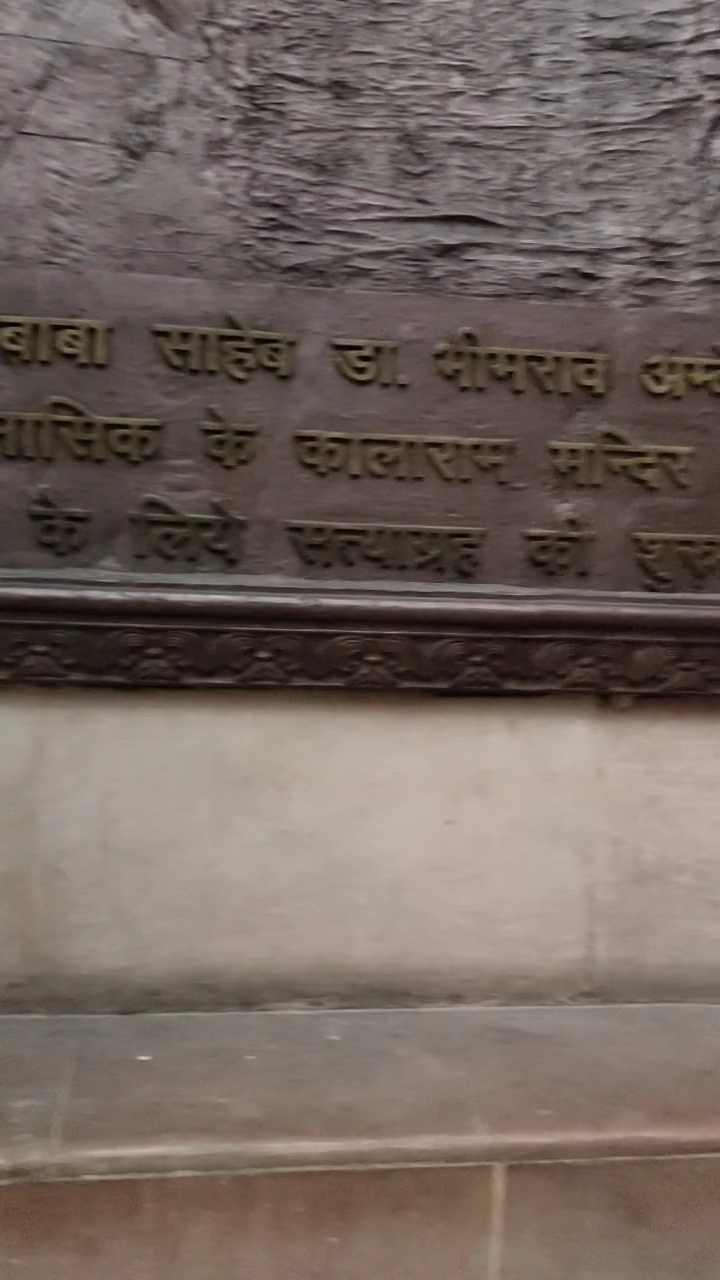 बाबा साहेब डा. भीमराव
नासिक के कालाराम मन्दिर
के लिये सत्याग्रह की